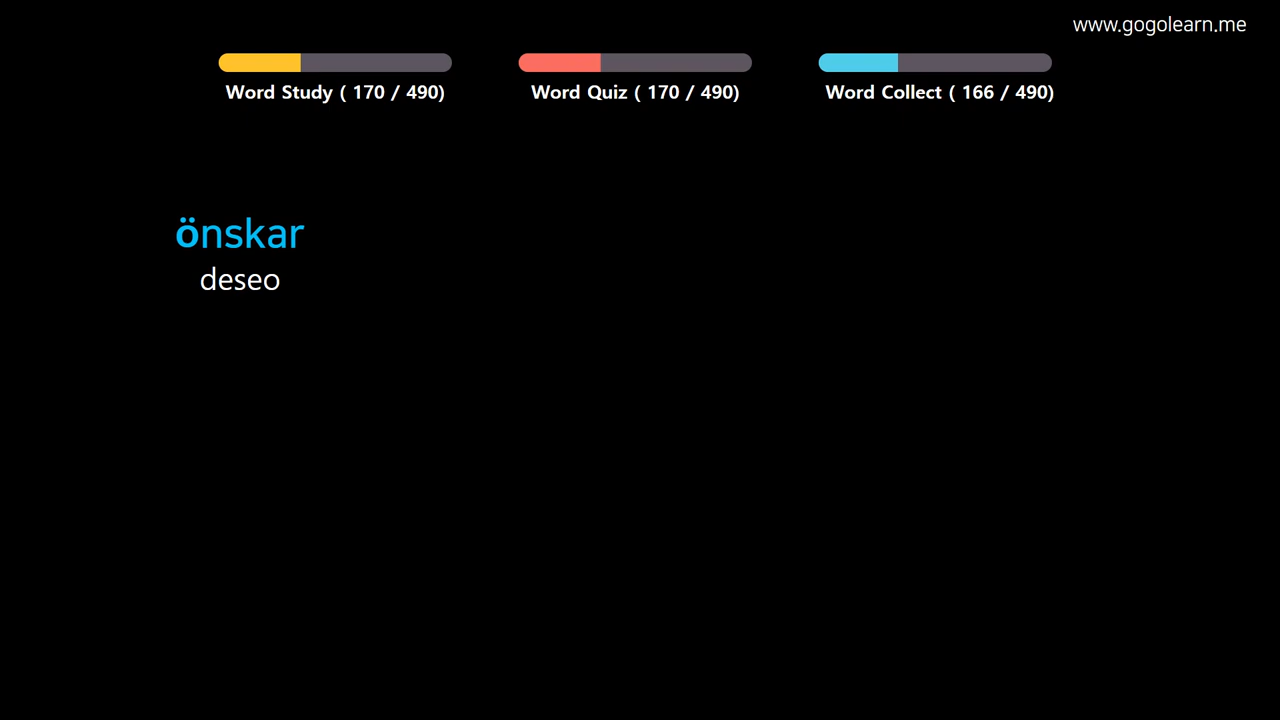 www.gogolearn.me
Word Study ( 170 / 490)
Word Quiz ( 170 / 490)
Word Collect ( 166 / 490)
önskar
deseo